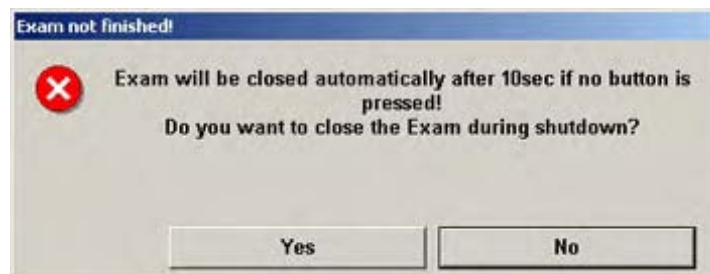 Exam not finished!
Exam will be closed automatically after 10sec if no button is
pressed!
Do you want to close the Exam during shutdown?
Yes
No